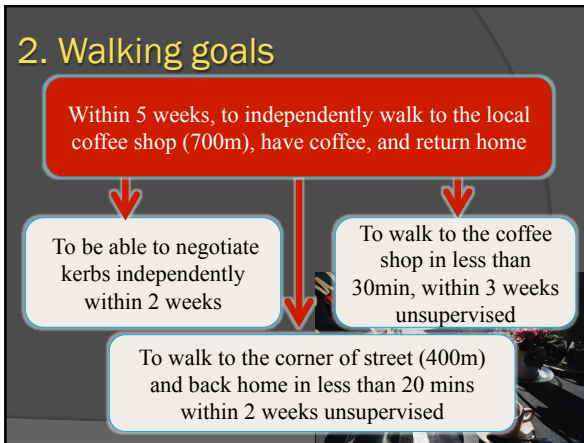 2. Walking goals
Within 5 weeks, to independently walk to the local
coffee shop (700m), have coffee, and return home
To be able to negotiate
kerbs independently
within 2 weeks
To walk to the coffee
shop in less than
30min, within 3 weeks
unsupervised
To walk to the corner of street (400m)
and back home in less than 20 mins
within 2 weeks unsupervised